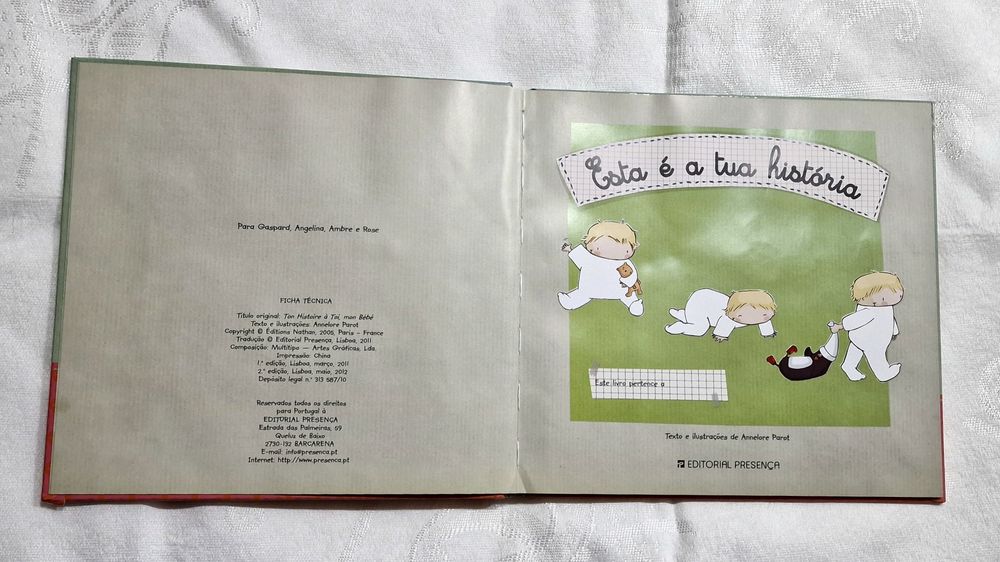 Para Gaspard, Angelina, Ambre e Rose
FICHA TÉCNICA
Título original: Ton Histoire à Toi, mon Bébé
Texto e ilustrações: Annelore Parot
Copyright © Éditions Nathan, 2006, Paris – France
Tradução © Editorial Presença, Lisboa, 2011
Composição: Multitipo — Artes Gráficas, Lda.
Impressão: China
1.ª edição, Lisboa, março, 2011
2.ª edição, Lisboa, maio, 2012
Depósito legal n.º 313 587/10
Reservados todos os direitos
para Portugal à
EDITORIAL PRESENÇA
Estrada das Palmeiras, 59
Queluz de Baixo
2730-132 BARCARENA
E-mail: info@presenca.pt
Internet: http://www.presenca.pt
Esta é a tua história
Este livro pertence a
Texto e ilustrações de Annelore Parot
EDITORIAL PRESENÇA